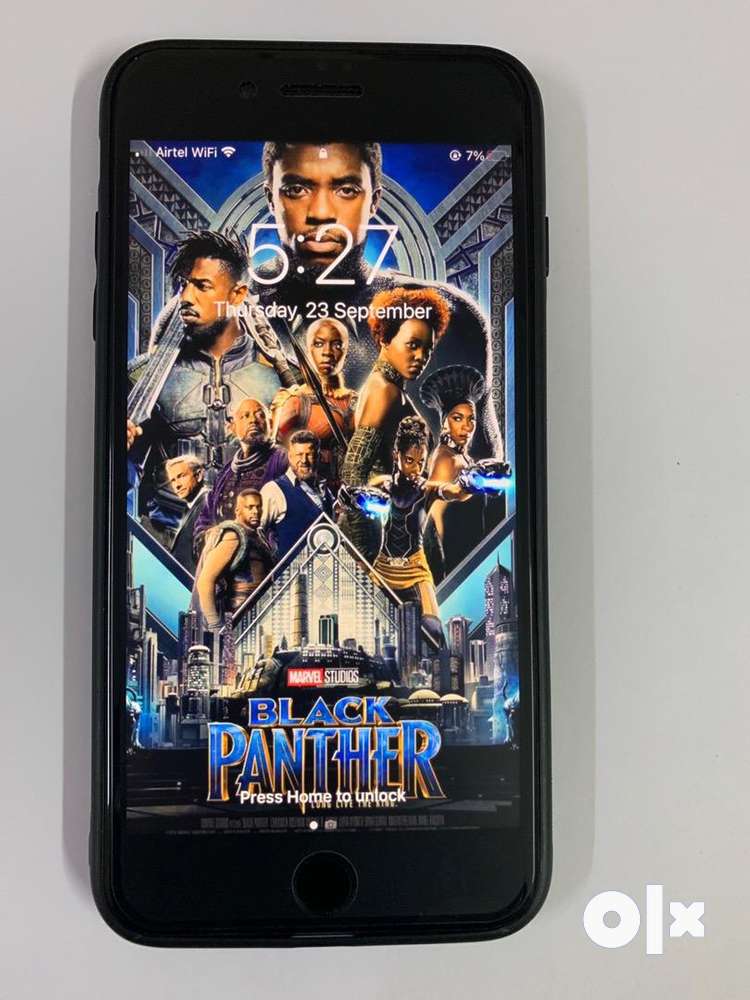 Airtel WiFi 7%
5:27
Thursday, 23 September
MARVEL STUDIOS
BLACK
PANTHER
LONG LIVE THE KING
Press Home to unlock
olx